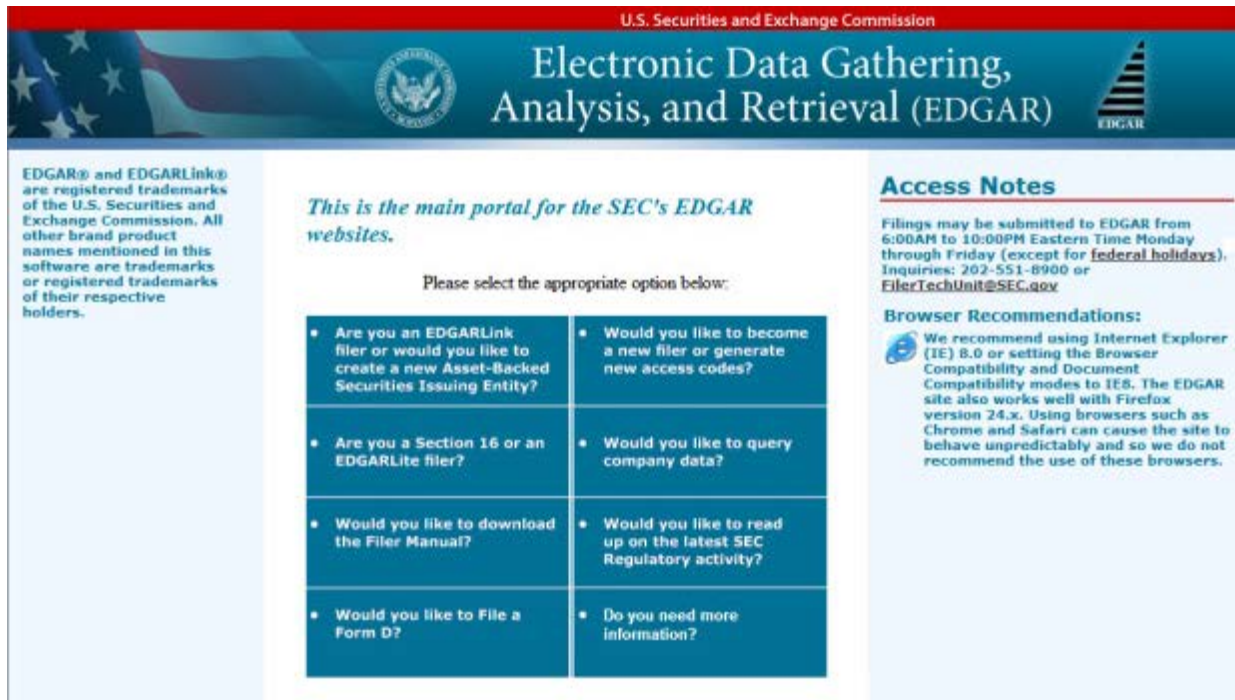 U.S. Securities and Exchange Commission
Electronic Data Gathering,
Analysis, and Retrieval (EDGAR)
EDGAR
EDGAR® and EDGARLink®
are registered trademarks
of the U.S. Securities and
Exchange Commission. All
other brand product
names mentioned in this
software are trademarks
or registered trademarks
of their respective
holders.
This is the main portal for the SEC's EDGAR
websites.
Please select the appropriate option below:
• Are you an EDGARLink
filer or would you like to
create a new Asset-Backed
Securities Issuing Entity?
• Would you like to become
a new filer or generate
new access codes?
• Are you a Section 16 or an
EDGARLite filer?
• Would you like to query
company data?
• Would you like to download
the Filer Manual?
• Would you like to read
up on the latest SEC
Regulatory activity?
• Would you like to File a
Form D?
• Do you need more
information?
Access Notes
Filings may be submitted to EDGAR from
6:00AM to 10:00PM Eastern Time Monday
through Friday (except for federal holidays).
Inquiries: 202-551-8900 or
FilerTechUnit@SEC.gov
Browser Recommendations:
We recommend using Internet Explorer
(IE) 8.0 or setting the Browser
Compatibility and Document
Compatibility modes to IE8. The EDGAR
site also works well with Firefox
version 24.x. Using browsers such as
Chrome and Safari can cause the site to
behave unpredictably and so we do not
recommend the use of these browsers.